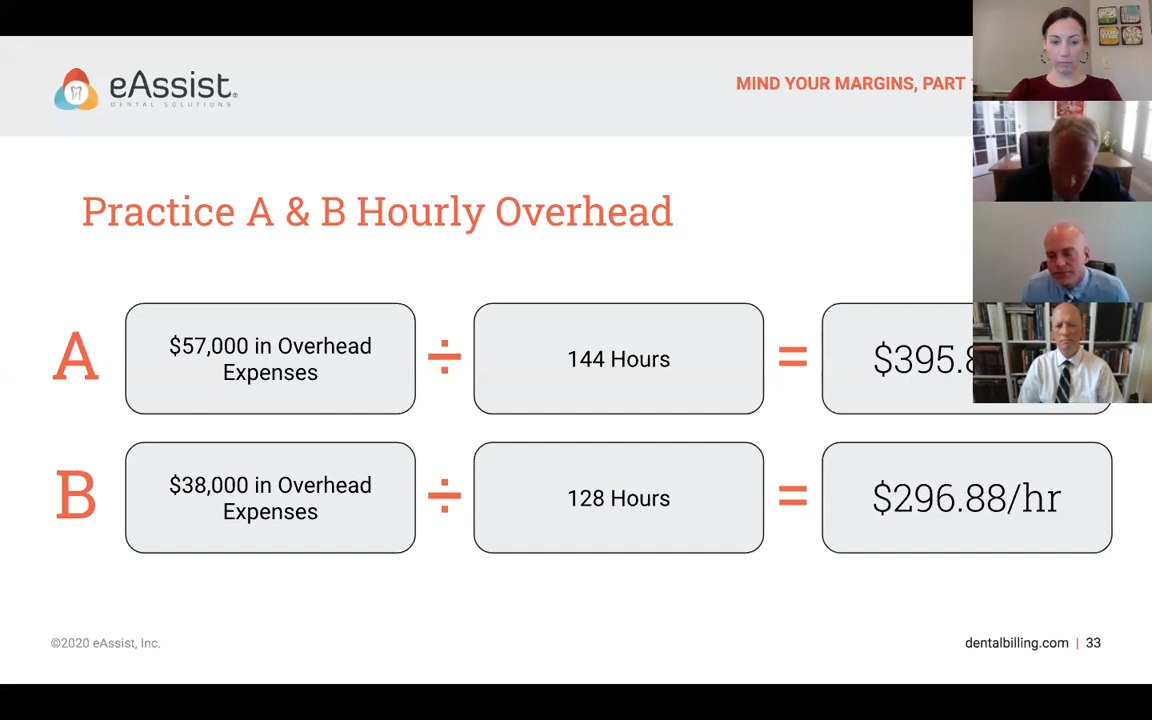 eAssist.
DENTAL SOLUTIONS
MIND YOUR MARGINS, PART
Practice A & B Hourly Overhead
A
$57,000 in Overhead
Expenses
÷
144 Hours
=
$395.8
B
$38,000 in Overhead
Expenses
÷
128 Hours
=
$296.88/hr
©2020 eAssist, Inc.
dentalbilling.com | 33